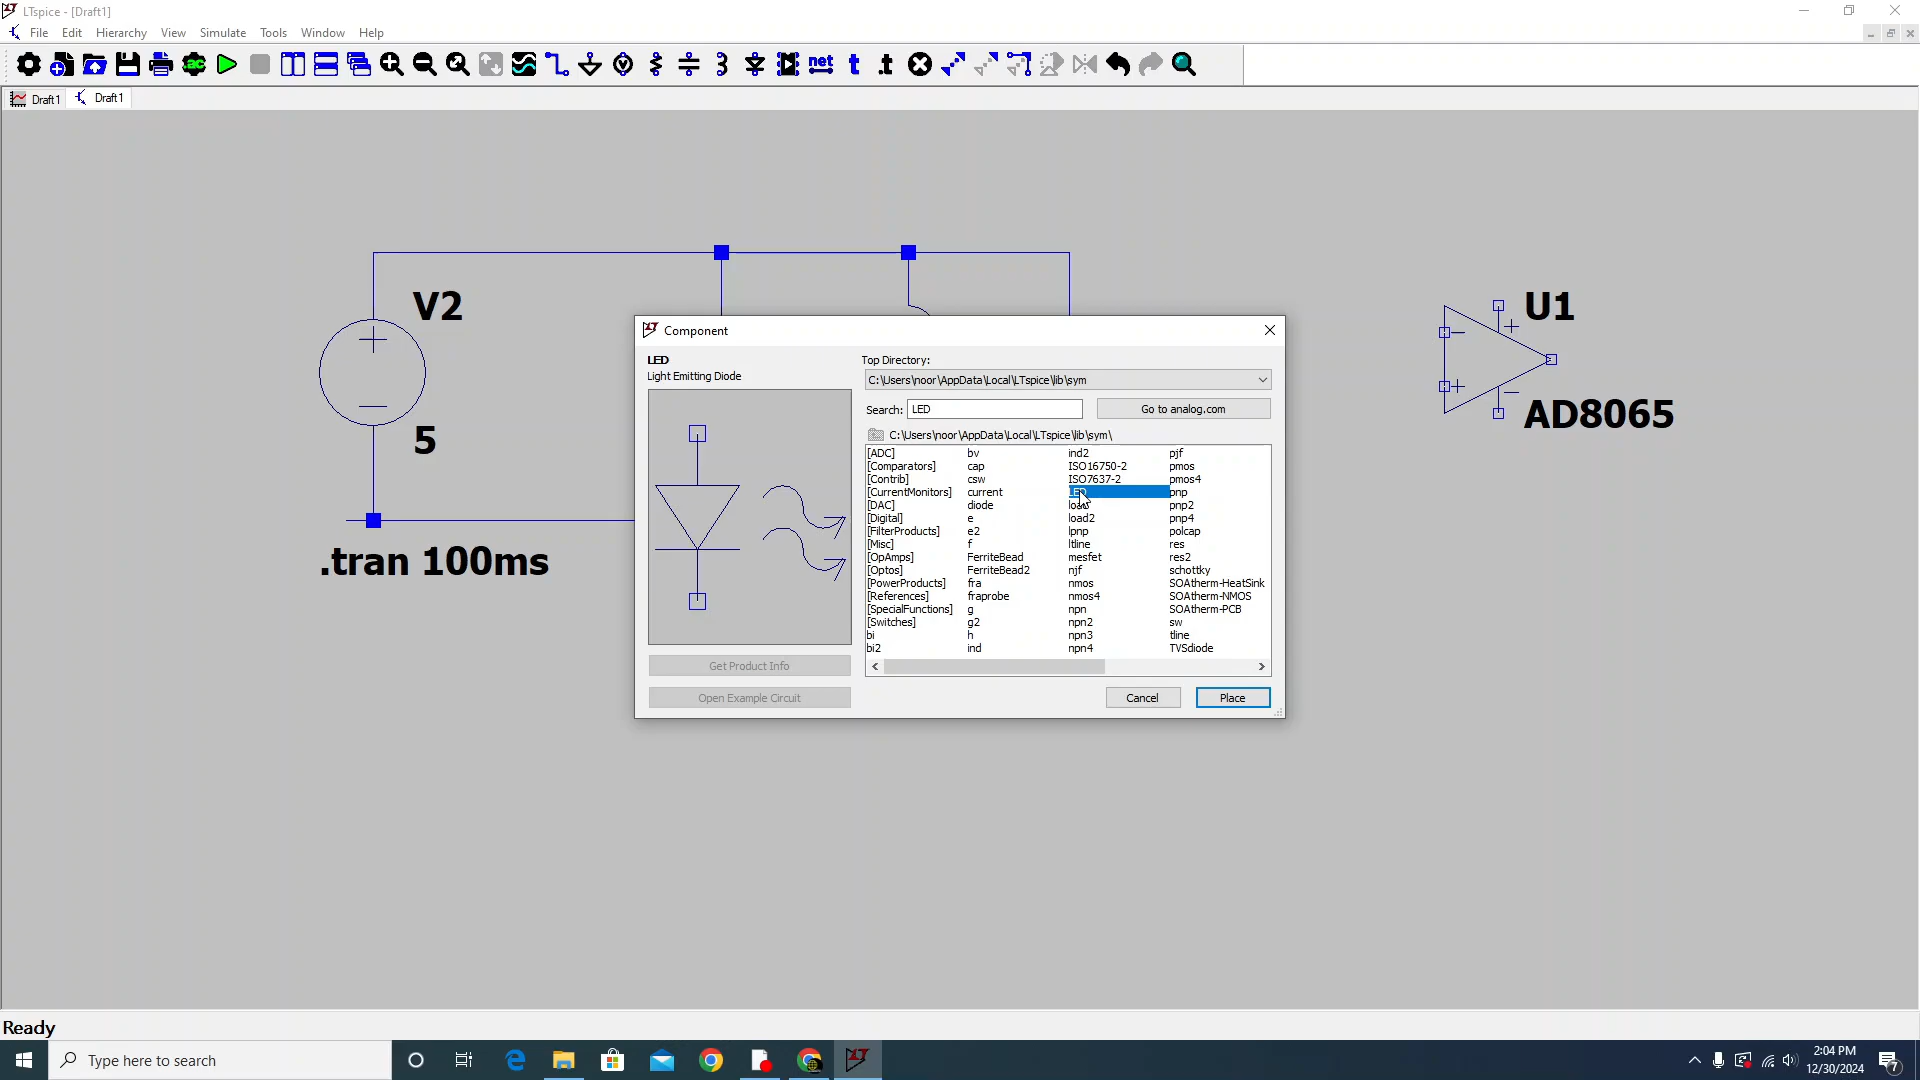 LTspice - [Draft1]
File Edit Hierarchy View Simulate Tools Window Help
ac net t .t
Draft1 Draft1
V2
5
.tran 100ms
U1
AD8065
Component
LED
Light Emitting Diode
Top Directory:
C:\Users\noor\AppData\Local\LTspice\lib\sym
Search: LED Go to analog.com
C:\Users\noor\AppData\Local\LTspice\lib\sym\
[ADC] bv ind2 pjf
[Comparators] cap ISO16750-2 pmos
[Contrib] csw ISO7637-2 pmos4
[CurrentMonitors] current LED pnp
[DAC] diode load pnp2
[Digital] e load2 pnp4
[FilterProducts] e2 lpnp polcap
[Misc] f ltline res
[OpAmps] FerriteBead mesfet res2
[Optos] FerriteBead2 njf schottky
[PowerProducts] fra nmos SOAtherm-HeatSink
[References] fraprobe nmos4 SOAtherm-NMOS
[SpecialFunctions] g npn SOAtherm-PCB
[Switches] g2 npn2 sw
bi h npn3 tline
bi2 ind npn4 TVSdiode
Get Product Info
Open Example Circuit
Cancel Place
Ready
Type here to search
2:04 PM
12/30/2024
7